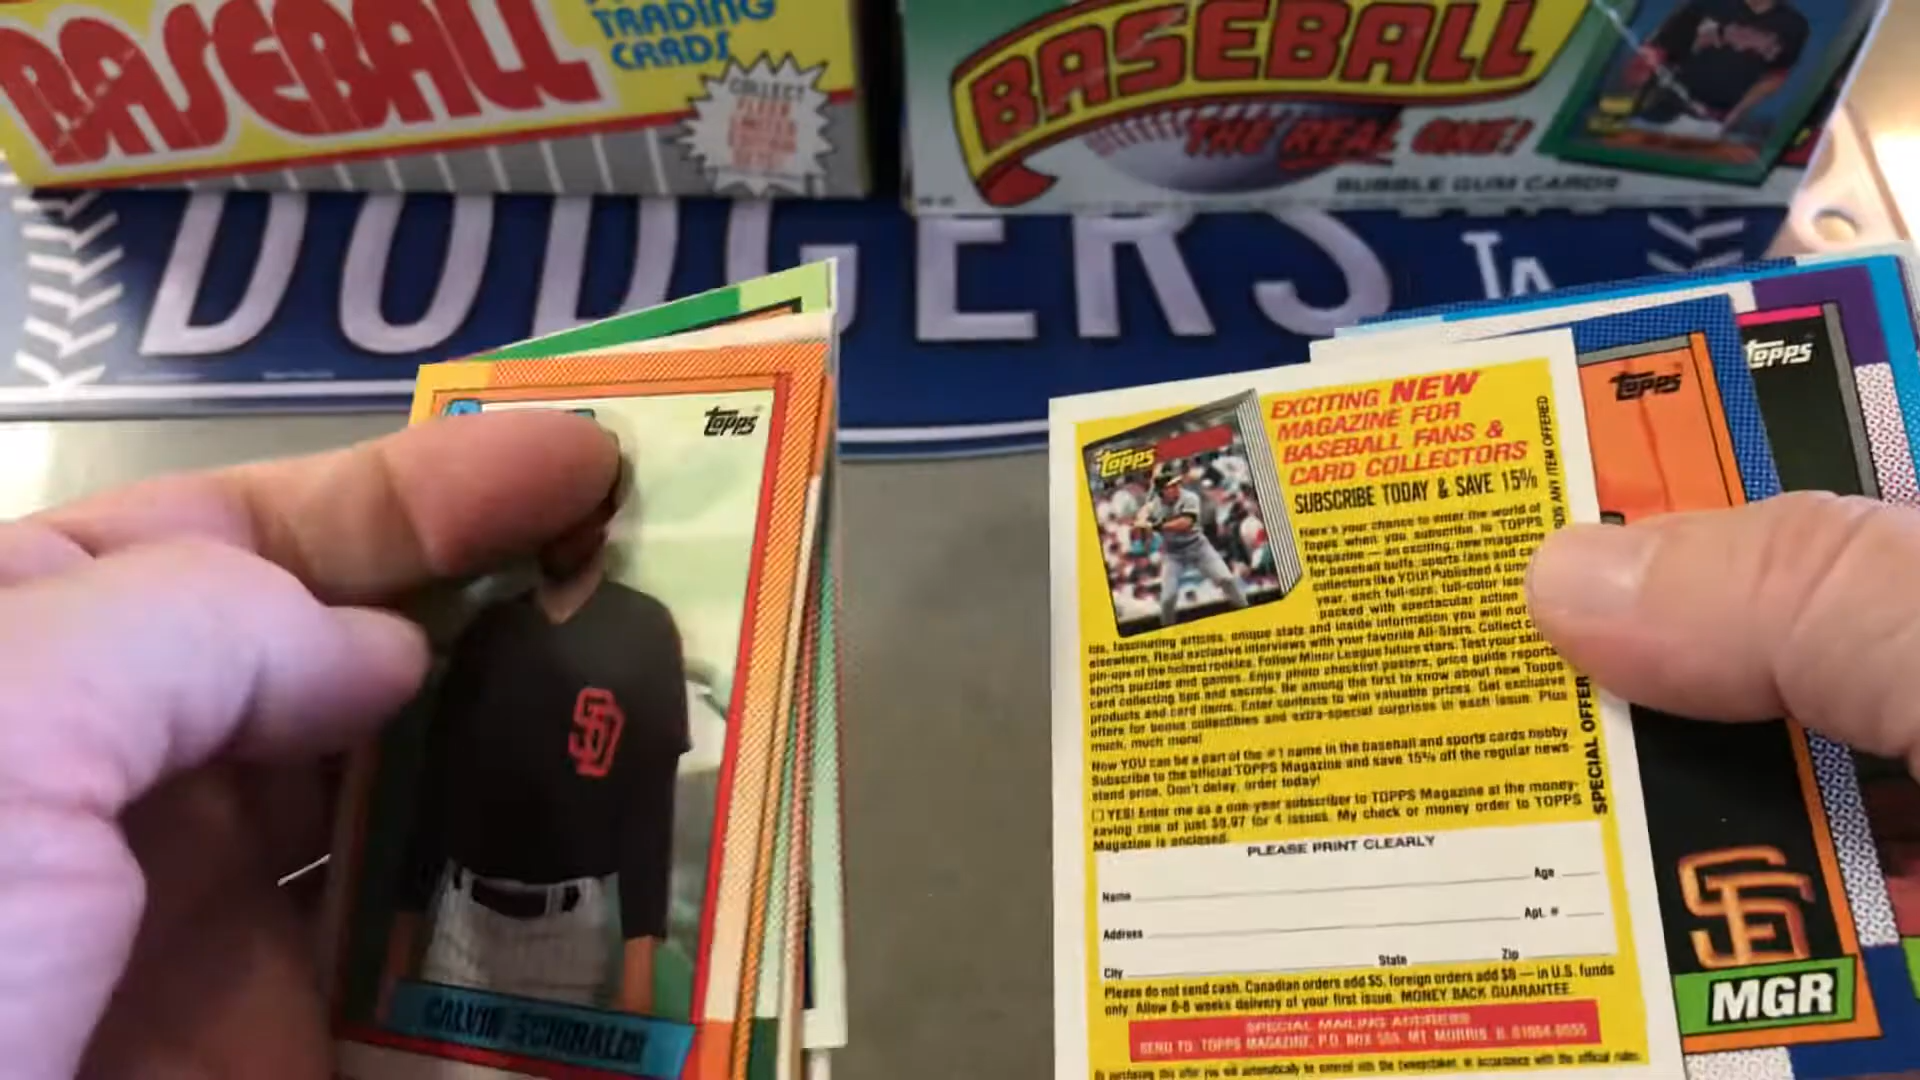 BASEBALL
TRADING
CARDS
COLLECT
FLEER
LIMITED
EDITION
SETS!
BASEBALL
THE REAL ONE!
BUBBLE GUM CARDS
DODGERS
LA
TOPPS
CALVIN SCHIRALDI
SD
TOPPS
EXCITING NEW
MAGAZINE FOR
BASEBALL FANS &
CARD COLLECTORS
SUBSCRIBE TODAY & SAVE 15%
Here's your chance to enter the world of
Topps when you subscribe to TOPPS
Magazine — an exciting, new magazine
for baseball buffs, sports fans and
collectors like YOU! Published 4
year, each full-size, full-color
packed with spectacular action
fascinating articles, unique stats and inside information you will not
elsewhere. Read exclusive interviews with your favorite All-Stars. Collect
pin-ups of the hottest rookies. Follow Minor League future stars. Test your
sports puzzles and games. Enjoy photo checklist posters, price guide reports,
card collecting tips and secrets. Be among the first to know about new Topps
products and card items. Enter contests to win valuable prizes. Get exclusive
offers for bonus collectibles and extra-special surprises in each issue. Plus
much, much more!
Now YOU can be a part of the #1 name in the baseball and sports cards hobby
Subscribe to the official TOPPS Magazine and save 15% off the regular news-
stand price. Don't delay, order today!
YES! Enter me as a one-year subscriber to TOPPS Magazine at the money-
saving rate of just $8.97 for 4 issues. My check or money order to TOPPS
Magazine is enclosed.
PLEASE PRINT CLEARLY
Name Age
Address Apt. #
City State Zip
Please do not send cash. Canadian orders add $5, foreign orders add $8 — in U.S. funds
only. Allow 6-8 weeks delivery of your first issue. MONEY BACK GUARANTEE.
SPECIAL MAILING ADDRESS
SEND TO: TOPPS MAGAZINE, P.O. BOX 555, MT. MORRIS, IL 61054-0555
SPECIAL OFFER
ANY ITEM OFFERED
TOPPS
TOPPS
SF
MGR